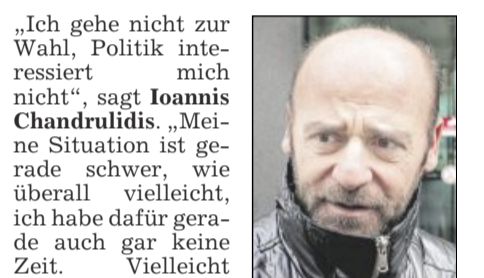 „Ich gehe nicht zur
Wahl, Politik inte-
ressiert mich
nicht“, sagt Ioannis
Chandrulidis. „Mei-
ne Situation ist ge-
rade schwer, wie
überall vielleicht,
ich habe dafür gera-
de auch gar keine
Zeit. Vielleicht